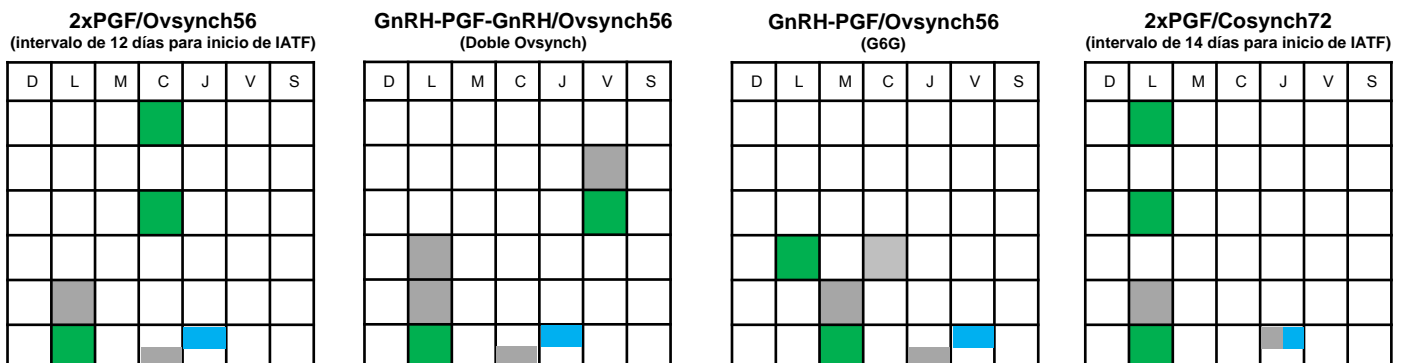 2xPGF/Ovsynch56
(intervalo de 12 días para inicio de IATF)
D L M C J V S
GnRH-PGF-GnRH/Ovsynch56
(Doble Ovsynch)
D L M C J V S
GnRH-PGF/Ovsynch56
(G6G)
D L M C J V S
2xPGF/Cosynch72
(intervalo de 14 días para inicio de IATF)
D L M C J V S